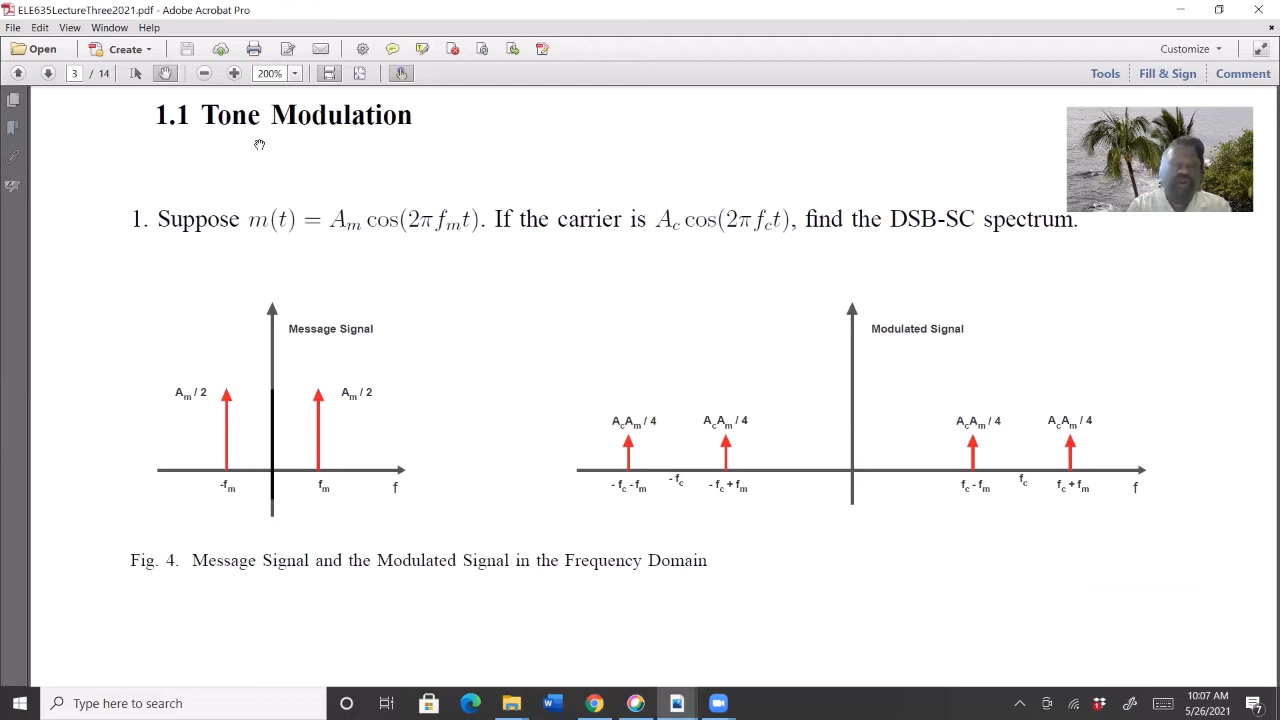 ELE635LectureThree2021.pdf - Adobe Acrobat Pro
File Edit View Window Help
Open Create Customize
3 / 14 200% Tools Fill & Sign Comment
1.1 Tone Modulation
1. Suppose m(t) = A_m cos(2πf_m t). If the carrier is A_c cos(2πf_c t), find the DSB-SC spectrum.
Message Signal
A_m / 2 A_m / 2
-f_m f_m f
Modulated Signal
A_cA_m / 4 A_cA_m / 4 A_cA_m / 4 A_cA_m / 4
- f_c - f_m - f_c - f_c + f_m f_c - f_m f_c f_c + f_m f
Fig. 4. Message Signal and the Modulated Signal in the Frequency Domain
Type here to search
10:07 AM
5/26/2021
7